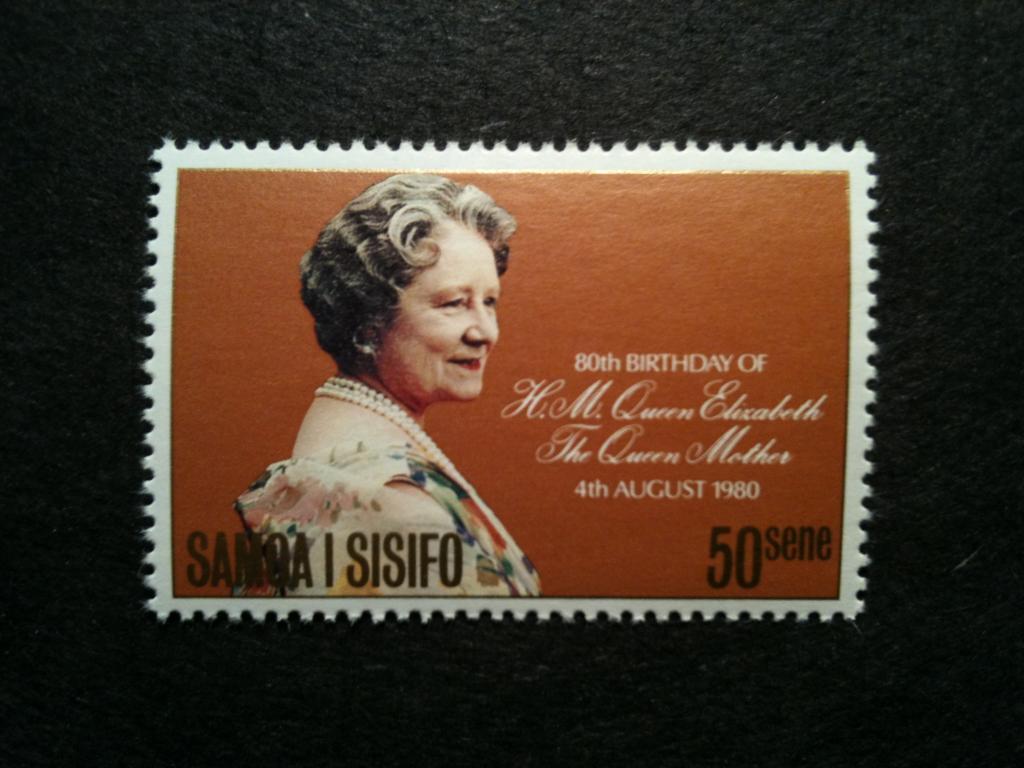 80th BIRTHDAY OF
H.M. Queen Elizabeth
The Queen Mother
4th AUGUST 1980
SAMOA I SISIFO 50sene